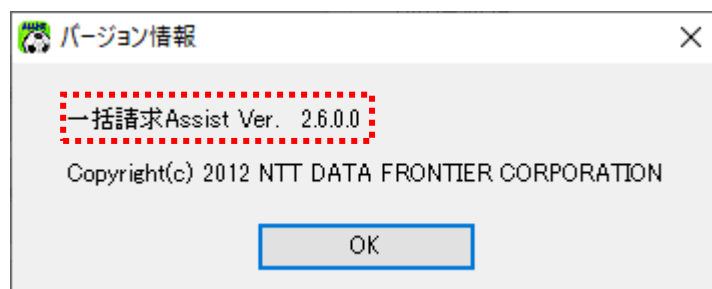 バージョン情報
一括請求Assist Ver. 2.6.0.0
Copyright(c) 2012 NTT DATA FRONTIER CORPORATION
OK